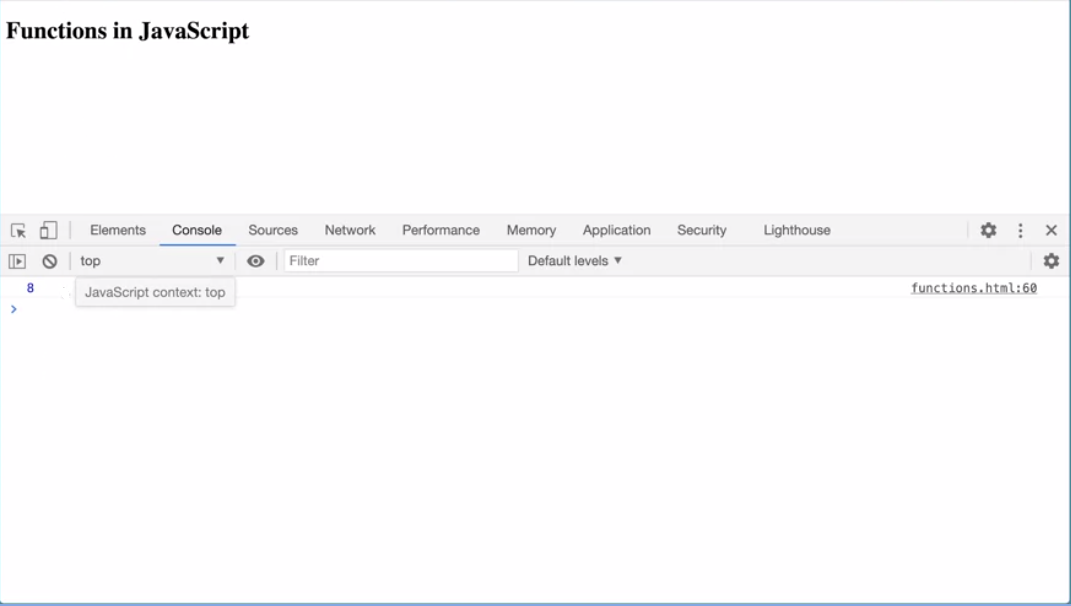 Functions in JavaScript
Elements Console Sources Network Performance Memory Application Security Lighthouse
top Filter Default levels
8 JavaScript context: top functions.html:60